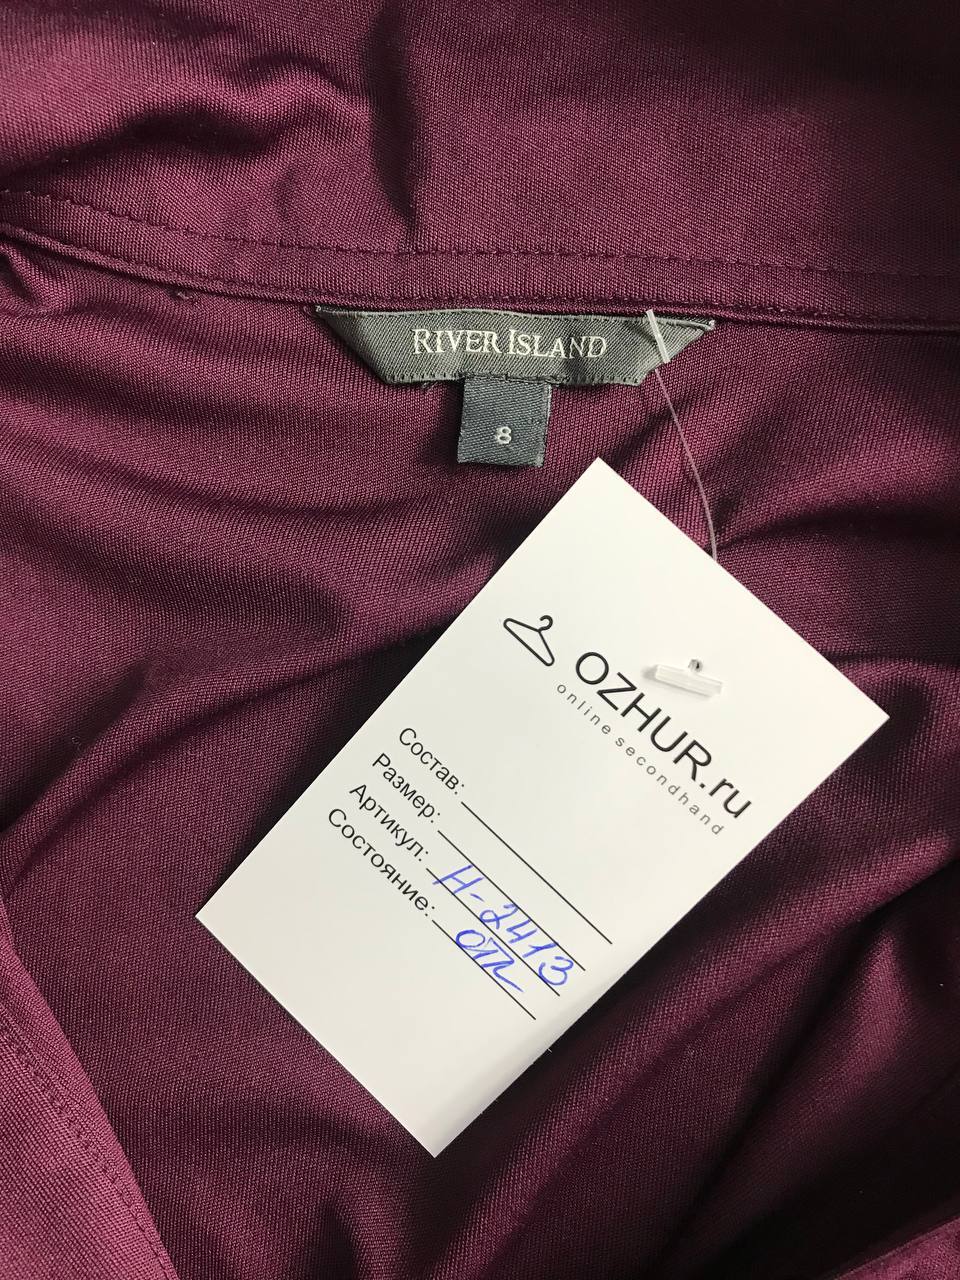 RIVER ISLAND
8
OZHUR.ru
online secondhand
Состав:
Размер:
Артикул: Н-2413
Состояние: отл